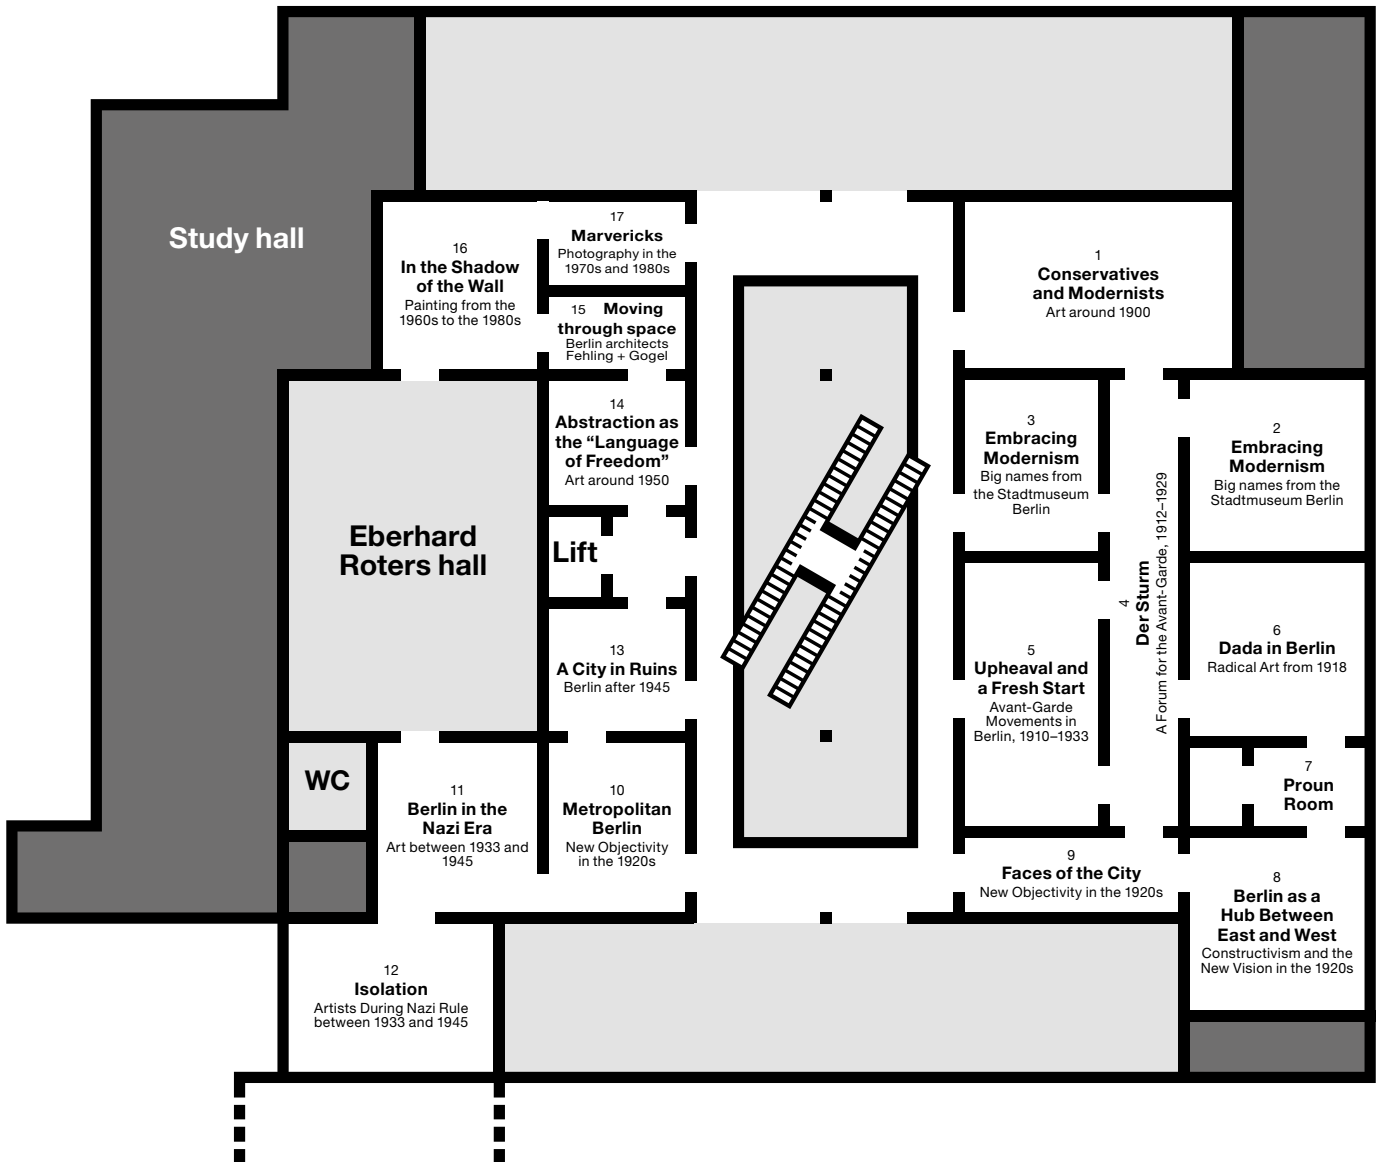 Study hall
16
In the Shadow
of the Wall
Painting from the
1960s to the 1980s
17
Marvericks
Photography in the
1970s and 1980s
15 Moving
through space
Berlin architects
Fehling + Gogel
14
Abstraction as
the “Language
of Freedom”
Art around 1950
Lift
Eberhard
Roters hall
13
A City in Ruins
Berlin after 1945
WC
11
Berlin in the
Nazi Era
Art between 1933 and
1945
10
Metropolitan
Berlin
New Objectivity
in the 1920s
12
Isolation
Artists During Nazi Rule
between 1933 and 1945
1
Conservatives
and Modernists
Art around 1900
3
Embracing
Modernism
Big names from
the Stadtmuseum
Berlin
2
Embracing
Modernism
Big names from the
Stadtmuseum Berlin
4
Der Sturm
A Forum for the Avant-Garde, 1912–1929
5
Upheaval and
a Fresh Start
Avant-Garde
Movements in
Berlin, 1910–1933
6
Dada in Berlin
Radical Art from 1918
7
Proun
Room
9
Faces of the City
New Objectivity in the 1920s
8
Berlin as a
Hub Between
East and West
Constructivism and the
New Vision in the 1920s